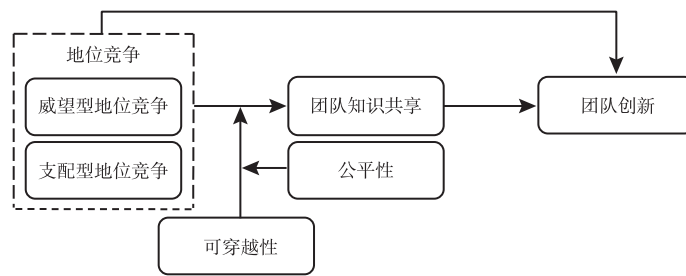 地位竞争
威望型地位竞争
团队知识共享
团队创新
支配型地位竞争
公平性
可穿越性